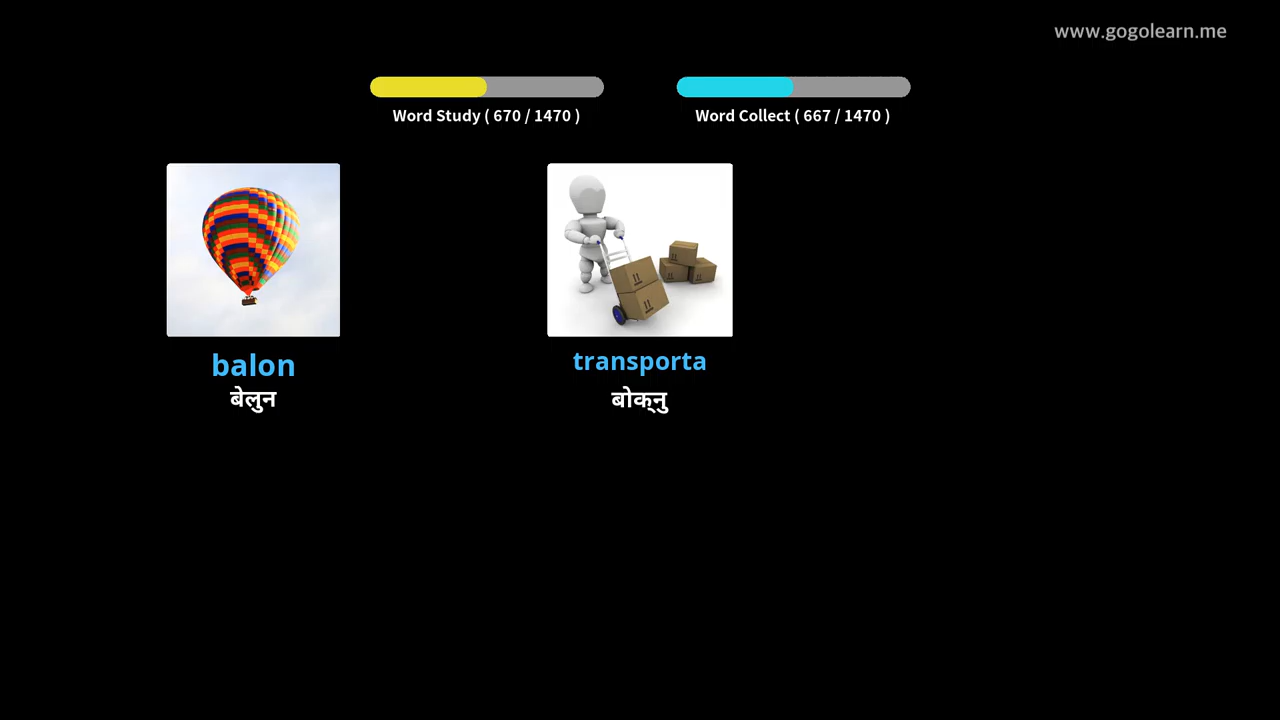 www.gogolearn.me
Word Study ( 670 / 1470 )
Word Collect ( 667 / 1470 )
balon
बेलुन
transporta
बोक्नु